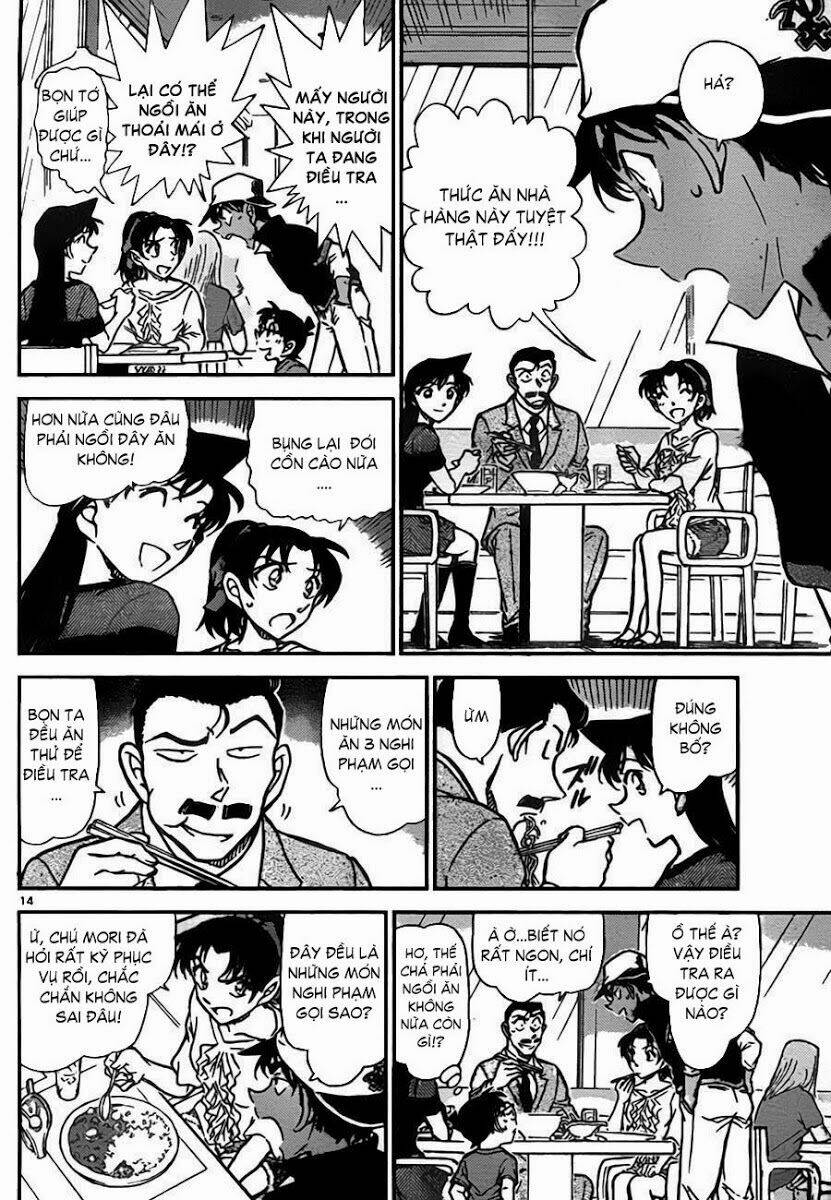 HẢ?
THỨC ĂN NHÀ
HÀNG NÀY TUYỆT
THẬT ĐẤY!!!
MẤY NGƯỜI
NÀY, TRONG
KHI NGƯỜI
TA ĐANG
ĐIỀU TRA
...
LẠI CÓ THỂ
NGỒI ĂN
THOẢI MÁI Ở
ĐÂY!?
BỌN TỚ
GIÚP
ĐƯỢC GÌ
CHỨ...
BỤNG LẠI ĐÓI
CỒN CÀO NỮA
....
HƠN NỮA CŨNG ĐÂU
PHẢI NGỒI ĐÂY ĂN
KHÔNG!
ĐÚNG
KHÔNG
BỐ?
ỪM
NHỮNG MÓN
ĂN 3 NGHI
PHẠM GỌI
BỌN TA
ĐỀU ĂN
THỬ ĐỂ
ĐIỀU TRA
...
14
Ồ THẾ À?
VẬY ĐIỀU
TRA RA
ĐƯỢC GÌ
NÀO?
À Ờ...BIẾT NÓ
RẤT NGON, CHÍ
ÍT...
HƠ, THẾ
CHẢ PHẢI
NGỒI ĂN
KHÔNG
NỮA CÒN
GÌ!?
ĐÂY ĐỀU LÀ
NHỮNG MÓN
NGHI PHẠM
GỌI SAO?
Ừ, CHÚ MORI ĐÃ
HỎI RẤT KỸ PHỤC
VỤ RỒI, CHẮC
CHẮN KHÔNG
SAI ĐÂU!